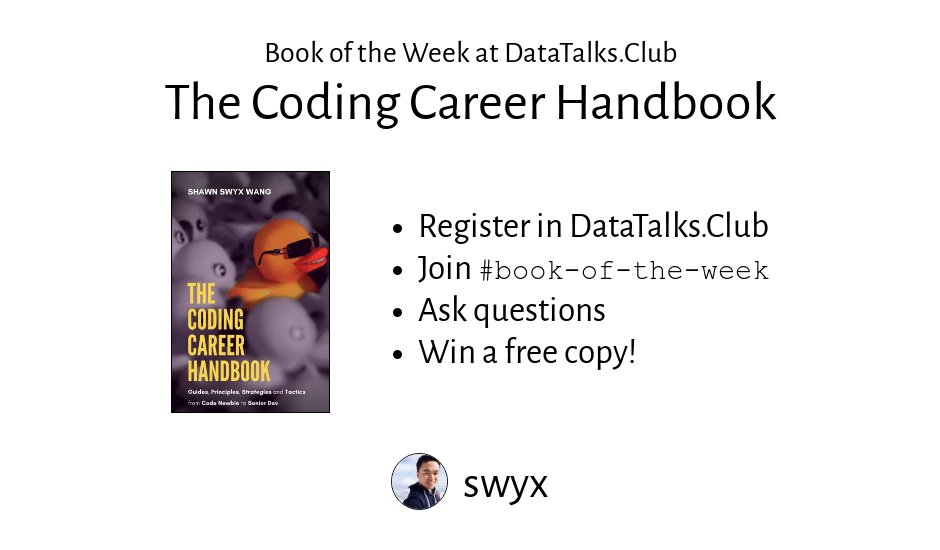 Book of the Week at DataTalks.Club
The Coding Career Handbook
SHAWN SWYX WANG
THE
CODING
CAREER
HANDBOOK
Guides, Principles, Strategies and Tactics
from Code Newbie to Senior Dev
• Register in DataTalks.Club
• Join #book-of-the-week
• Ask questions
• Win a free copy!
swyx